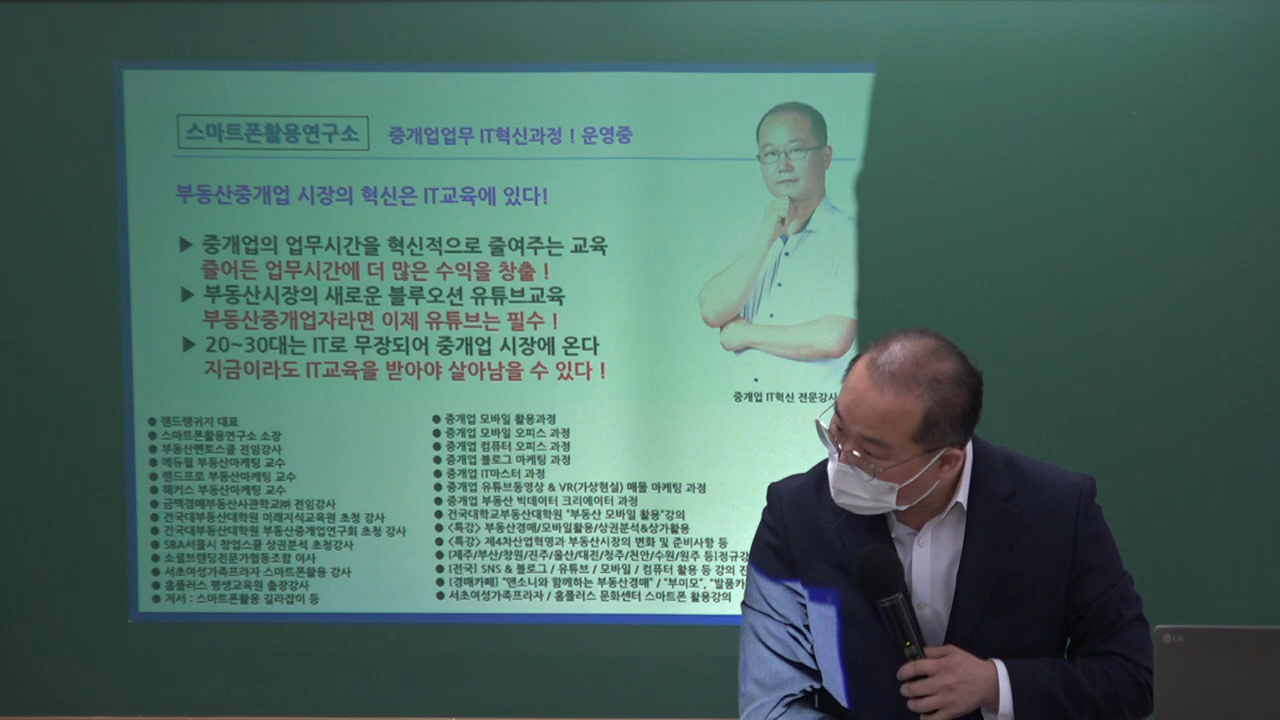 스마트폰활용연구소 중개업업무 IT혁신과정 ! 운영중
부동산중개업 시장의 혁신은 IT교육에 있다!
▶ 중개업의 업무시간을 혁신적으로 줄여주는 교육
줄어든 업무시간에 더 많은 수익을 창출 !
▶ 부동산시장의 새로운 블루오션 유튜브교육
부동산중개업자라면 이제 유튜브는 필수 !
▶ 20~30대는 IT로 무장되어 중개업 시장에 온다
지금이라도 IT교육을 받아야 살아남을 수 있다 !
중개업 IT혁신 전문강사
● 랜드랭귀지 대표
● 스마트폰활용연구소 소장
● 부동산멘토스쿨 전임강사
● 에듀윌 부동산마케팅 교수
● 랜드프로 부동산마케팅 교수
● 해커스 부동산마케팅 교수
● 금맥경매부동산사관학교㈜ 전임강사
● 건국대부동산대학원 미래지식교육원 초청 강사
● 건국대부동산대학원 부동산중개업연구회 초청 강사
● SBA서울시 창업스쿨 상권분석 초청강사
● 소셜브랜딩전문가협동조합 이사
● 서초여성가족프라자 스마트폰활용 강사
● 홈플러스 평생교육원 출강강사
● 저서 : 스마트폰활용 길라잡이 등
● 중개업 모바일 활용과정
● 중개업 모바일 오피스 과정
● 중개업 컴퓨터 오피스 과정
● 중개업 블로그 마케팅 과정
● 중개업 IT마스터 과정
● 중개업 유튜브동영상 & VR(가상현실) 매물 마케팅 과정
● 중개업 부동산 빅데이터 크리에이터 과정
● 건국대학교부동산대학원 "부동산 모바일 활용"강의
● <특강> 부동산경매/모바일활용/상권분석&상가활용
● <특강> 제4차산업혁명과 부동산시장의 변화 및 준비사항 등
● [제주/부산/창원/진주/울산/대전/청주/천안/수원/원주 등]정규강
● [전국] SNS & 블로그 / 유튜브 / 모바일 / 컴퓨터 활용 등 강의 진
● [경매카페] "앤소니와 함께하는 부동산경매" / "부미모", "발품카
● 서초여성가족프라자 / 홈플러스 문화센터 스마트폰 활용강의
LG